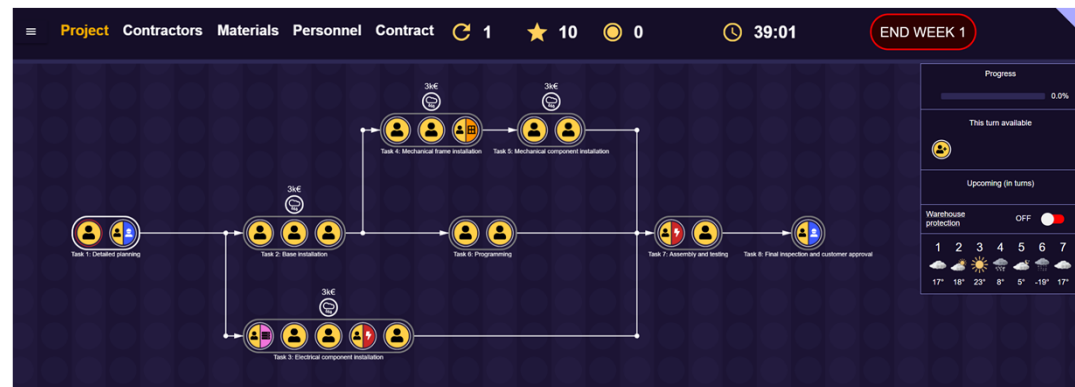 Project Contractors Materials Personnel Contract 1 10 0 39:01 END WEEK 1
Progress
0.0%
This turn available
Upcoming (in turns)
Warehouse protection OFF
1 2 3 4 5 6 7
17° 18° 23° 8° 5° -19° 17°
3k€
3k€
Task 4: Mechanical frame installation
Task 5: Mechanical component installation
3k€
Task 1: Detailed planning
Task 2: Base installation
Task 6: Programming
Task 7: Assembly and testing
Task 8: Final inspection and customer approval
3k€
Task 3: Electrical component installation